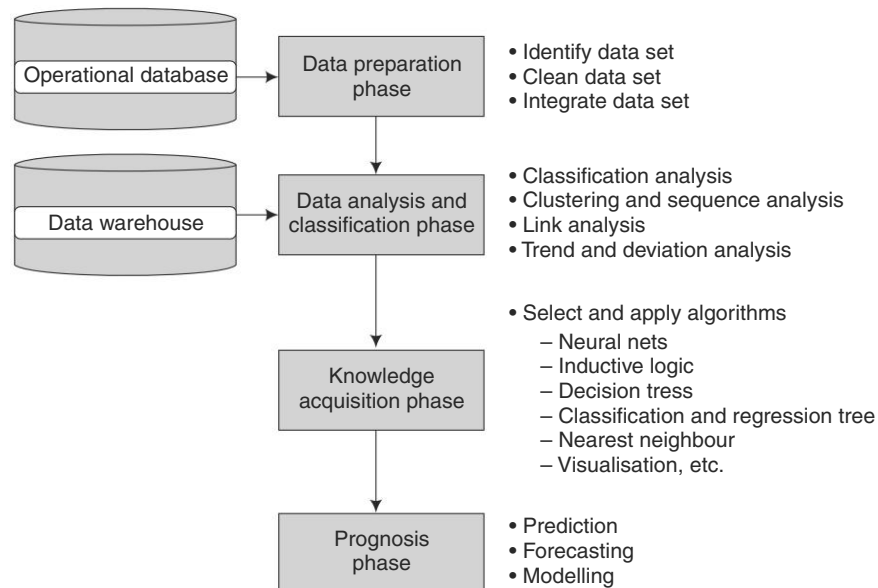 Operational database
Data preparation
phase
• Identify data set
• Clean data set
• Integrate data set
Data warehouse
Data analysis and
classification phase
• Classification analysis
• Clustering and sequence analysis
• Link analysis
• Trend and deviation analysis
Knowledge
acquisition phase
• Select and apply algorithms
– Neural nets
– Inductive logic
– Decision tress
– Classification and regression tree
– Nearest neighbour
– Visualisation, etc.
Prognosis
phase
• Prediction
• Forecasting
• Modelling